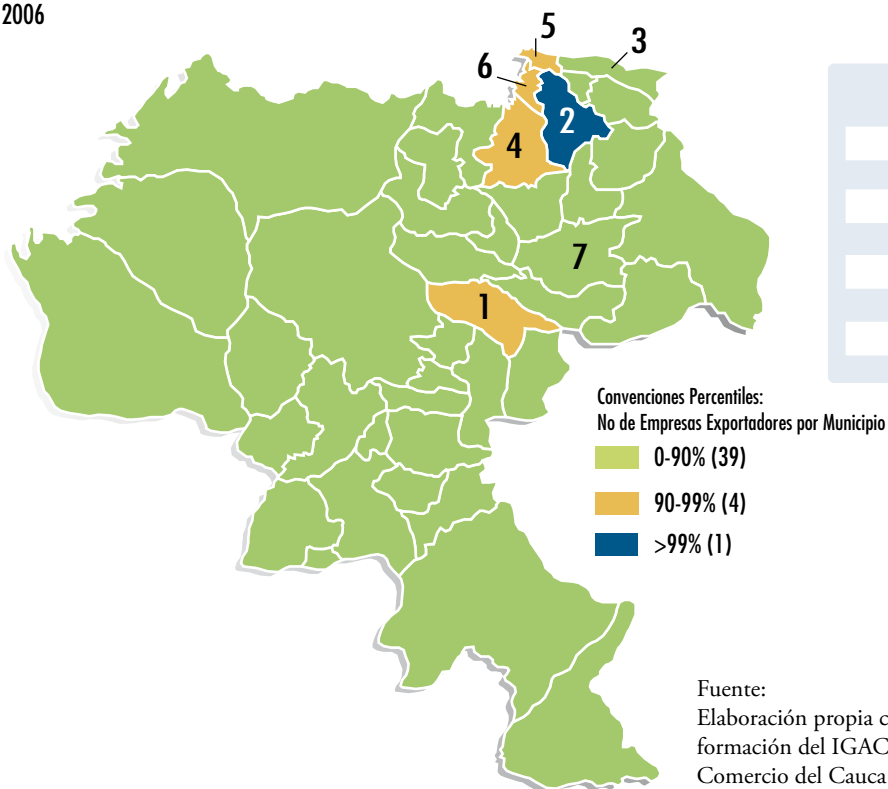 2006
5
3
6
2
4
7
1
Convenciones Percentiles:
No de Empresas Exportadores por Municipio
0-90% (39)
90-99% (4)
>99% (1)
Fuente:
Elaboración propia c
formación del IGAC
Comercio del Cauca